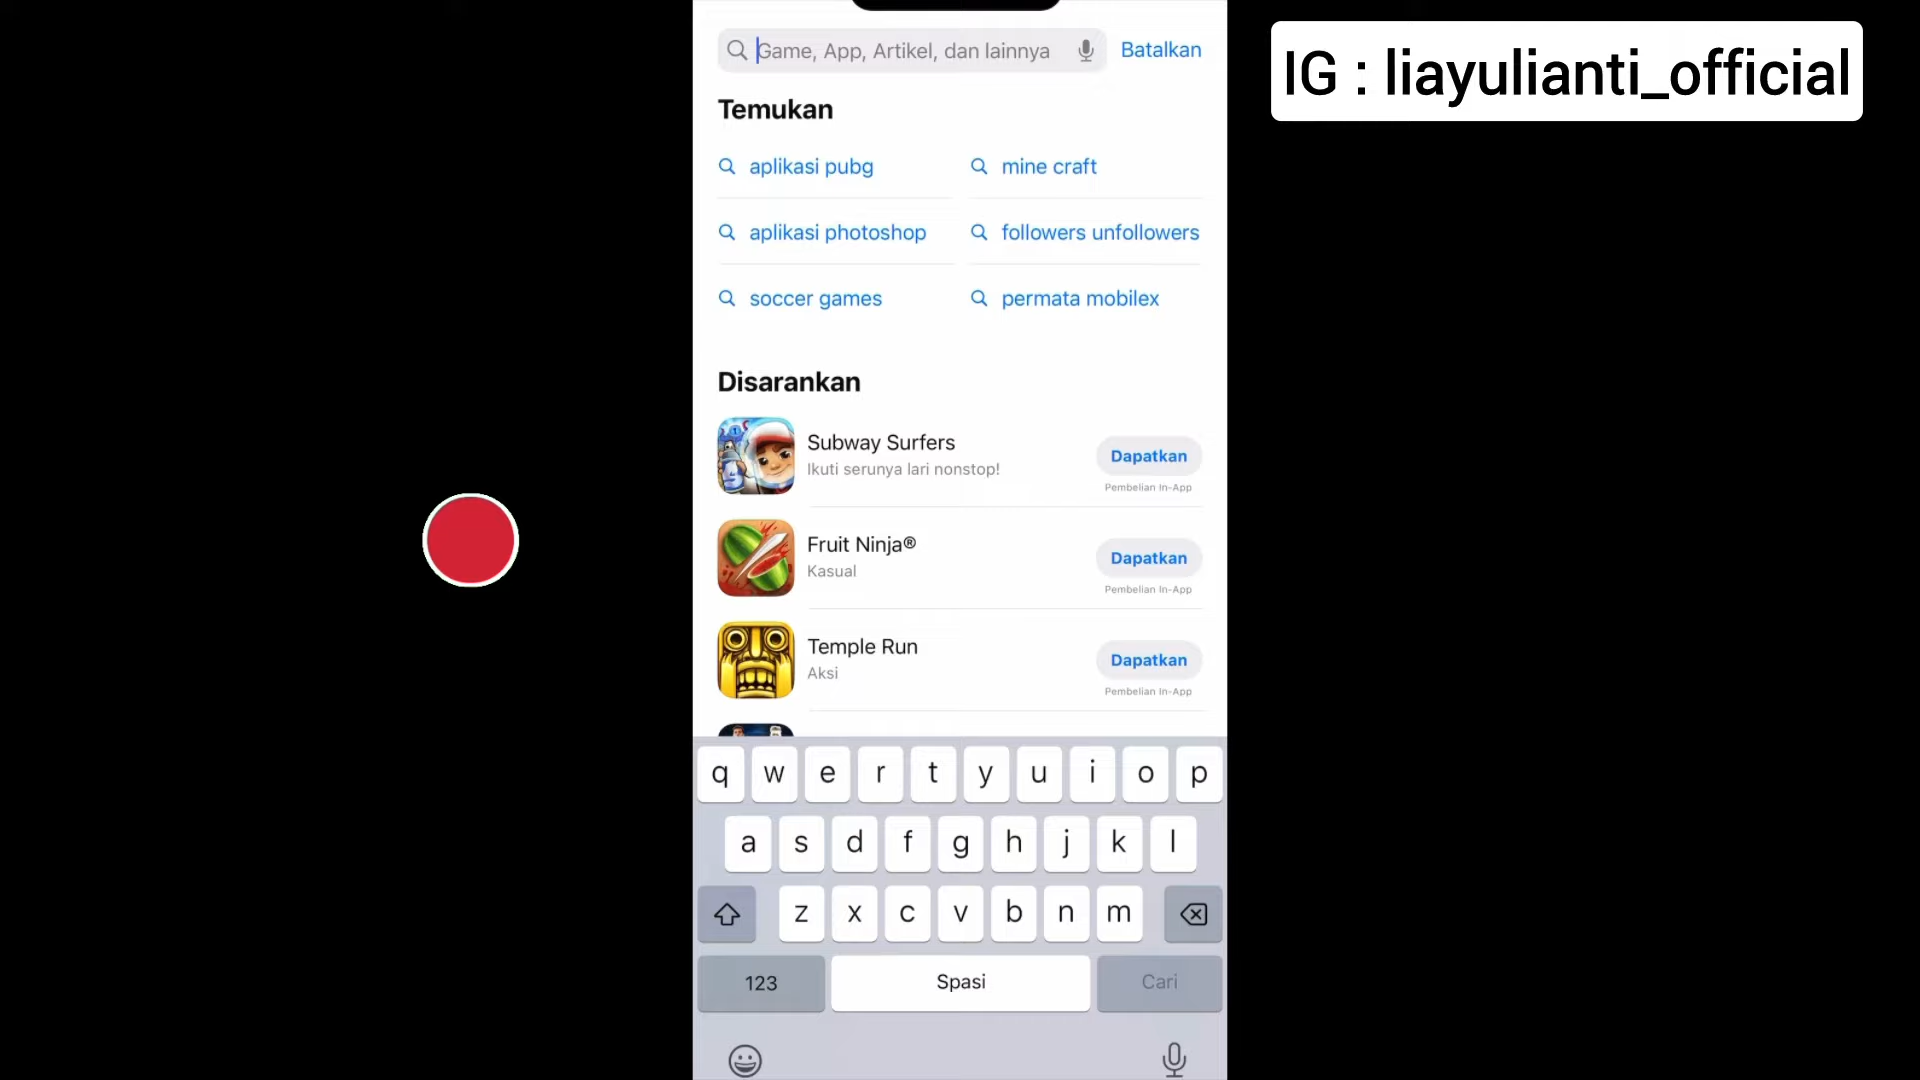 Game, App, Artikel, dan lainnya
Batalkan
IG : liayulianti_official
Temukan
aplikasi pubg
mine craft
aplikasi photoshop
followers unfollowers
soccer games
permata mobilex
Disarankan
Subway Surfers
Ikuti serunya lari nonstop!
Dapatkan
Pembelian In-App
Fruit Ninja®
Kasual
Dapatkan
Pembelian In-App
Temple Run
Aksi
Dapatkan
Pembelian In-App
q w e r t y u i o p
a s d f g h j k l
z x c v b n m
123 Spasi Cari